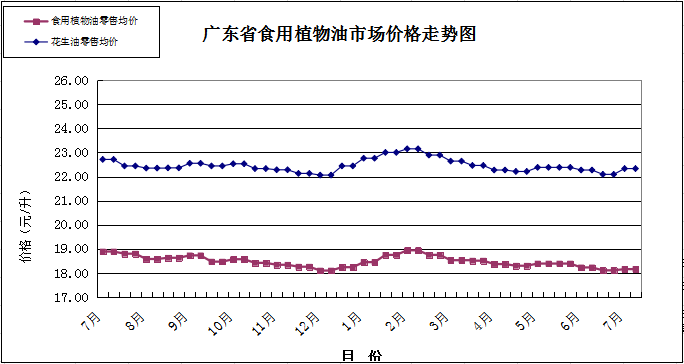 食用植物油零售均价
花生油零售均价
广东省食用植物油市场价格走势图
价格（元/升）
26.00
25.00
24.00
23.00
22.00
21.00
20.00
19.00
18.00
17.00
7月
8月
9月
10月
11月
12月
1月
2月
3月
4月
5月
6月
7月
日 份